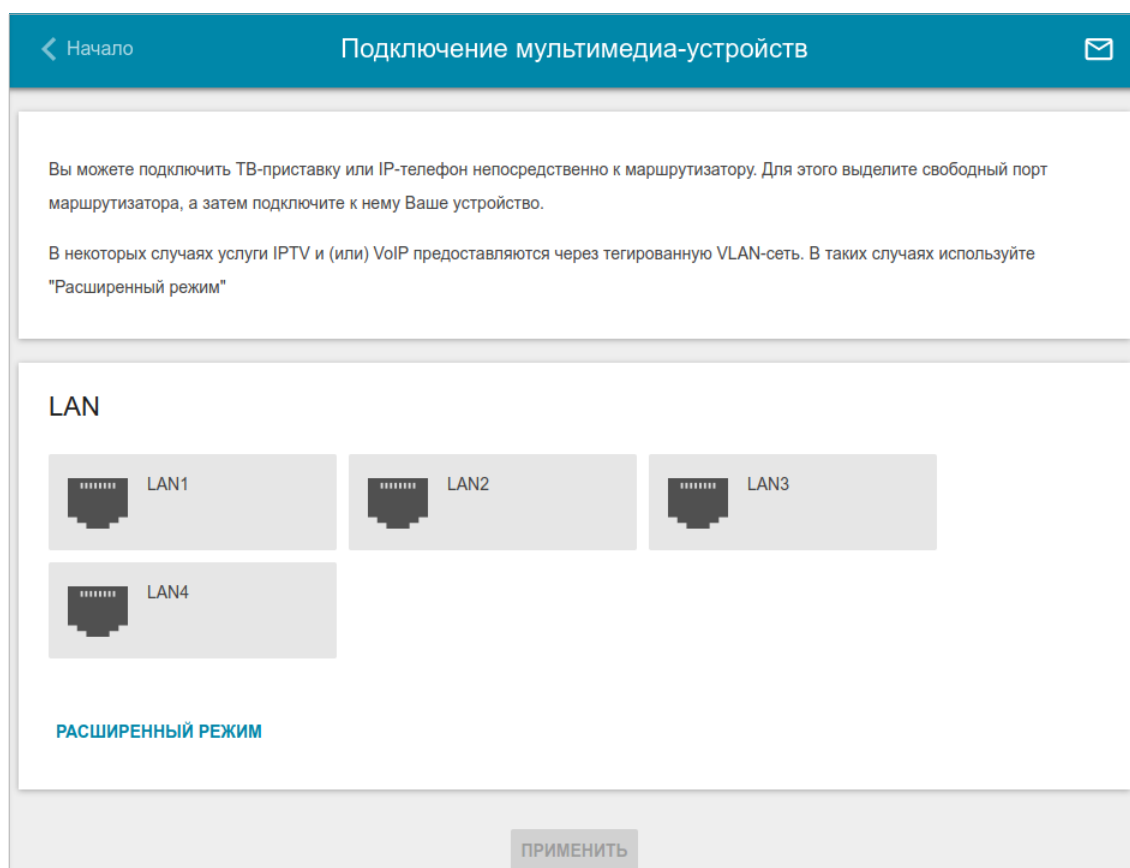 Начало
Подключение мультимедиа-устройств
Вы можете подключить ТВ-приставку или IP-телефон непосредственно к маршрутизатору. Для этого выделите свободный порт
маршрутизатора, а затем подключите к нему Ваше устройство.
В некоторых случаях услуги IPTV и (или) VoIP предоставляются через тегированную VLAN-сеть. В таких случаях используйте
"Расширенный режим"
LAN
LAN1
LAN2
LAN3
LAN4
РАСШИРЕННЫЙ РЕЖИМ
ПРИМЕНИТЬ